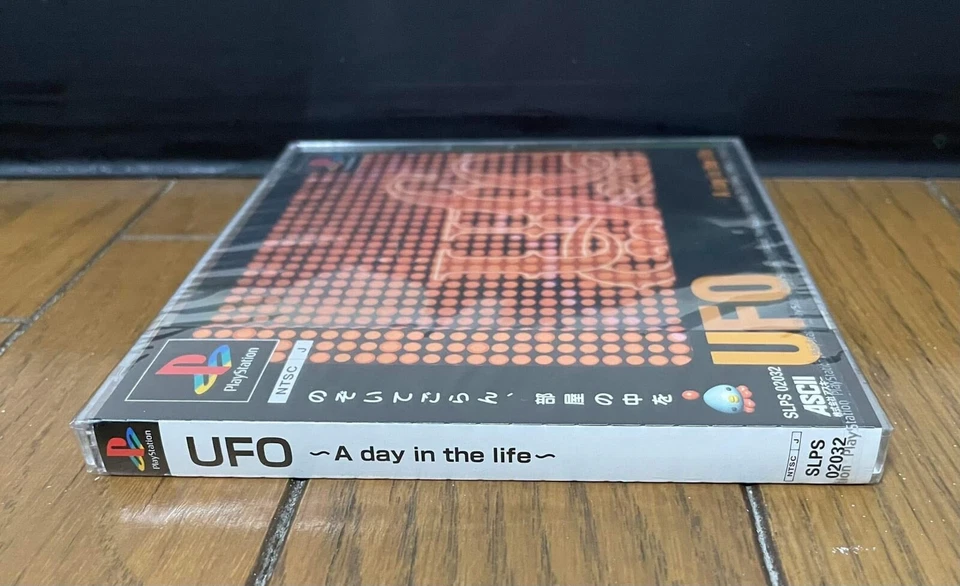 PlayStation
NTSC J
のぞいてごらん、部屋の中を
UFO
SLPS 02032
ASCII
PlayStation
UFO ~A day in the life~
NTSC J
SLPS
02032